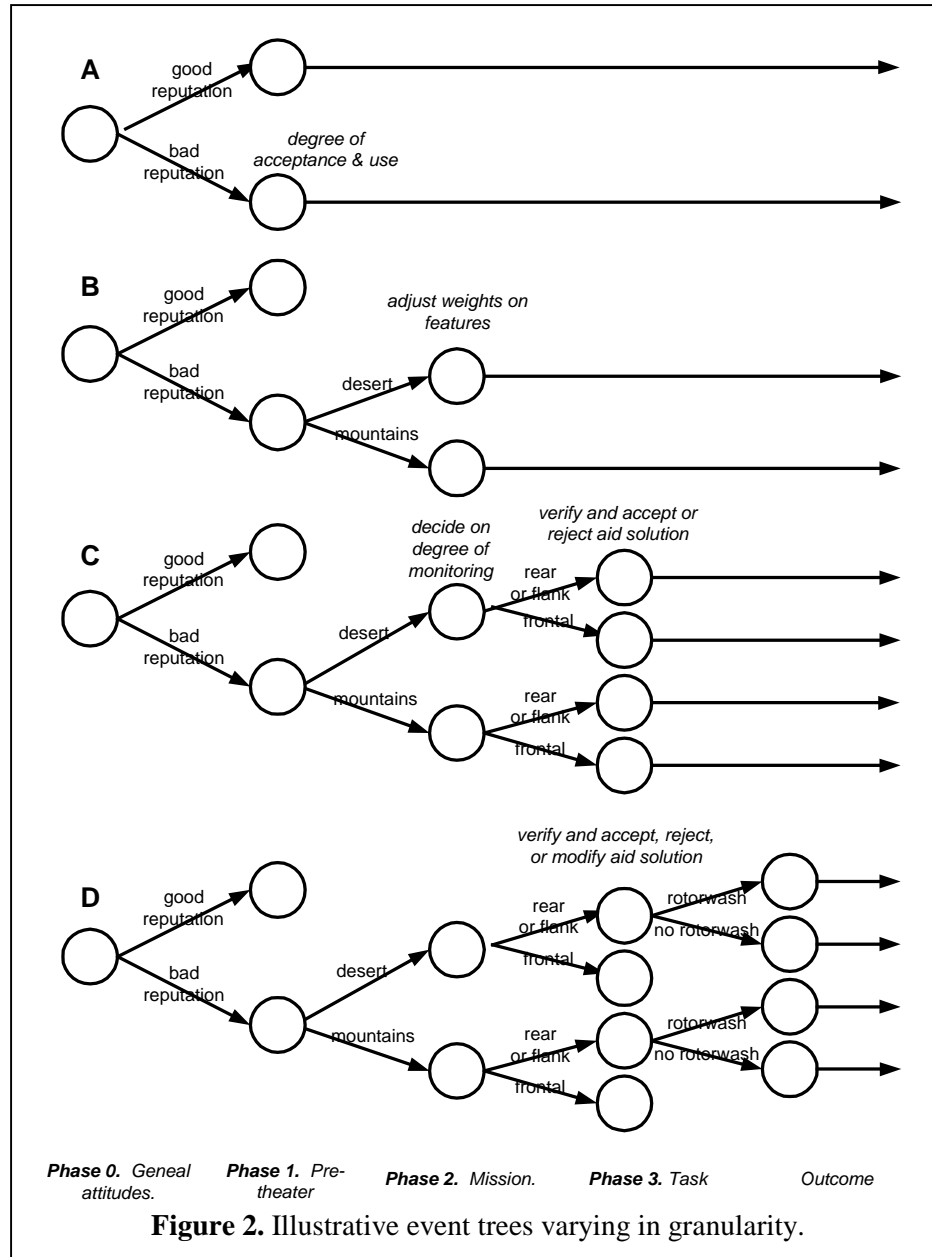 A
good
reputation
bad
reputation
degree of
acceptance & use
B
good
reputation
bad
reputation
adjust weights on
features
desert
mountains
C
good
reputation
bad
reputation
decide on
degree of
monitoring
verify and accept or
reject aid solution
desert
mountains
rear
or flank
frontal
rear
or flank
frontal
D
good
reputation
bad
reputation
verify and accept, reject,
or modify aid solution
desert
mountains
rear
or flank
frontal
rear
or flank
frontal
rotorwash
no rotorwash
rotorwash
no rotorwash
Phase 0. Geneal
attitudes.
Phase 1. Pre-
theater
Phase 2. Mission.
Phase 3. Task
Outcome
Figure 2. Illustrative event trees varying in granularity.